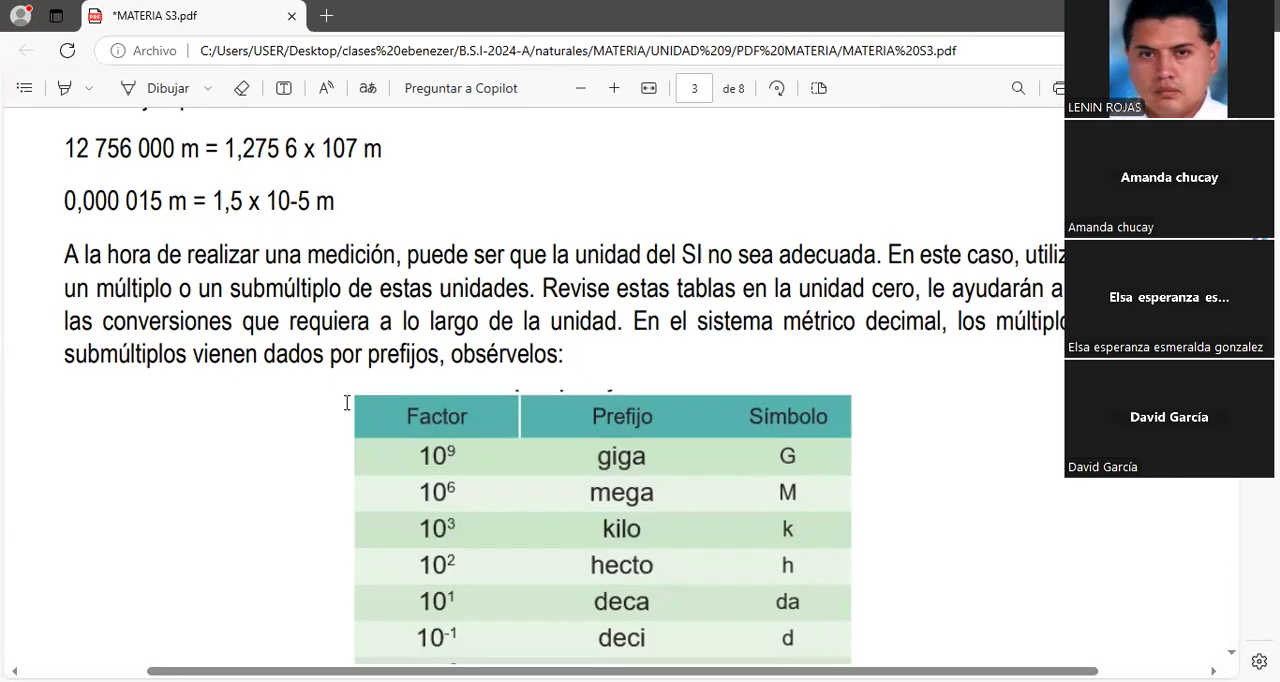 *MATERIA S3.pdf
Archivo
C:/Users/USER/Desktop/clases%20ebenezer/B.S.I-2024-A/naturales/MATERIA/UNIDAD%209/PDF%20MATERIA/MATERIA%20S3.pdf
Dibujar
Preguntar a Copilot
3
de 8
12 756 000 m = 1,275 6 x 107 m
0,000 015 m = 1,5 x 10-5 m
A la hora de realizar una medición, puede ser que la unidad del SI no sea adecuada. En este caso,
un múltiplo o un submúltiplo de estas unidades. Revise estas tablas en la unidad cero, le ayudarán a
las conversiones que requiera a lo largo de la unidad. En el sistema métrico decimal, los
submúltiplos vienen dados por prefijos, obsérvelos:
Factor Prefijo Símbolo
10⁹ giga G
10⁶ mega M
10³ kilo k
10² hecto h
10¹ deca da
10⁻¹ deci d
LENIN ROJAS
Amanda chucay
Amanda chucay
Elsa esperanza es...
Elsa esperanza esmeralda gonzalez
David García
David García